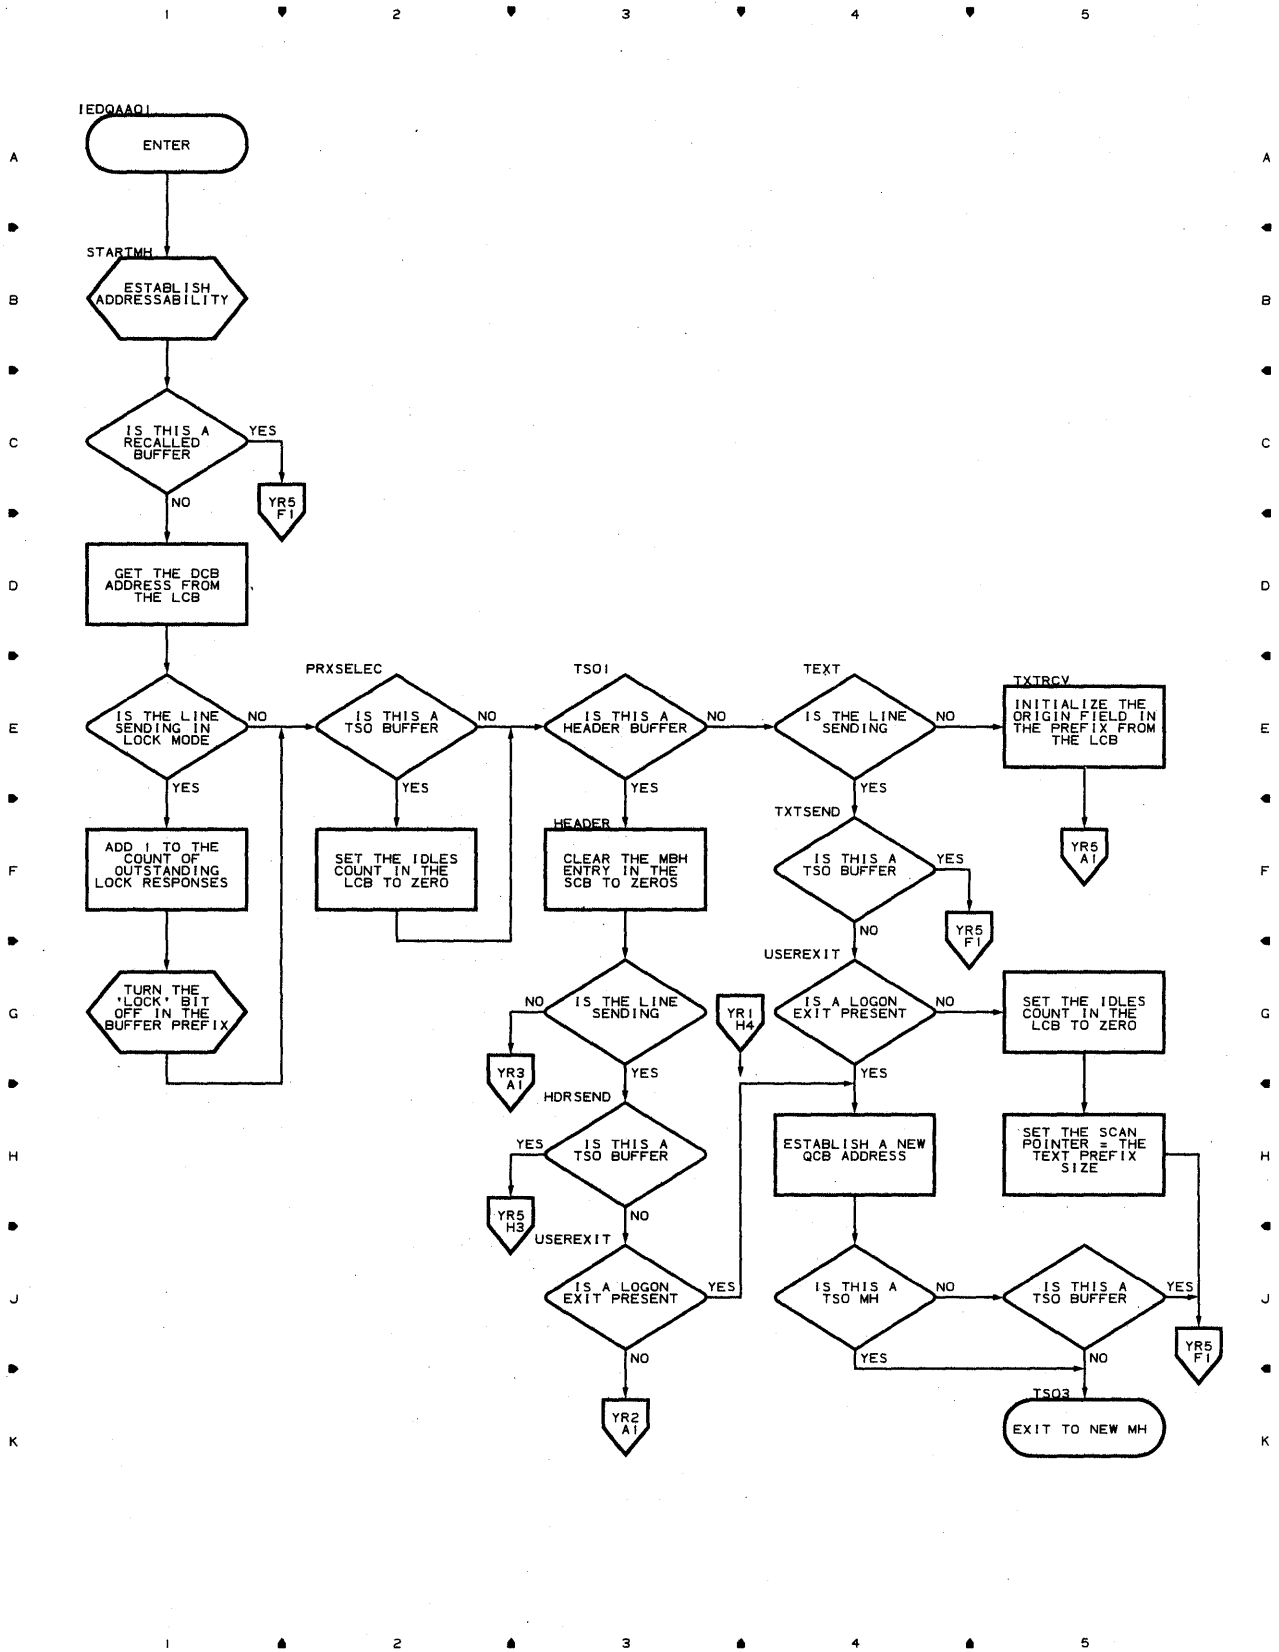 1 2 3 4 5
IEDQAA01
ENTER
A A
STARTMH
ESTABLISH
ADDRESSABILITY
B B
IS THIS A
RECALLED
BUFFER
YES
NO
C C
YR5
F1
GET THE DCB
ADDRESS FROM
THE LCB
D D
IS THE LINE
SENDING IN
LOCK MODE
NO
YES
PRXSELEC
IS THIS A
TSO BUFFER
NO
YES
TSO1
IS THIS A
HEADER BUFFER
NO
YES
TEXT
IS THE LINE
SENDING
NO
YES
TXTRCV
INITIALIZE THE
ORIGIN FIELD IN
THE PREFIX FROM
THE LCB
E E
ADD 1 TO THE
COUNT OF
OUTSTANDING
LOCK RESPONSES
SET THE IDLES
COUNT IN THE
LCB TO ZERO
HEADER
CLEAR THE MBH
ENTRY IN THE
SCB TO ZEROS
TXTSEND
IS THIS A
TSO BUFFER
YES
NO
YR5
F1
YR5
A1
F F
TURN THE
'LOCK' BIT
OFF IN THE
BUFFER PREFIX
IS THE LINE
SENDING
NO
YES
YR3
A1
YR1
H4
USEREXIT
IS A LOGON
EXIT PRESENT
NO
YES
SET THE IDLES
COUNT IN THE
LCB TO ZERO
G G
HDRSEND
IS THIS A
TSO BUFFER
YES
NO
YR5
H3
ESTABLISH A NEW
QCB ADDRESS
SET THE SCAN
POINTER = THE
TEXT PREFIX
SIZE
H H
USEREXIT
IS A LOGON
EXIT PRESENT
YES
NO
IS THIS A
TSO MH
NO
YES
IS THIS A
TSO BUFFER
YES
NO
YR5
F1
J J
YR2
A1
TSO3
EXIT TO NEW MH
K K
1 2 3 4 5